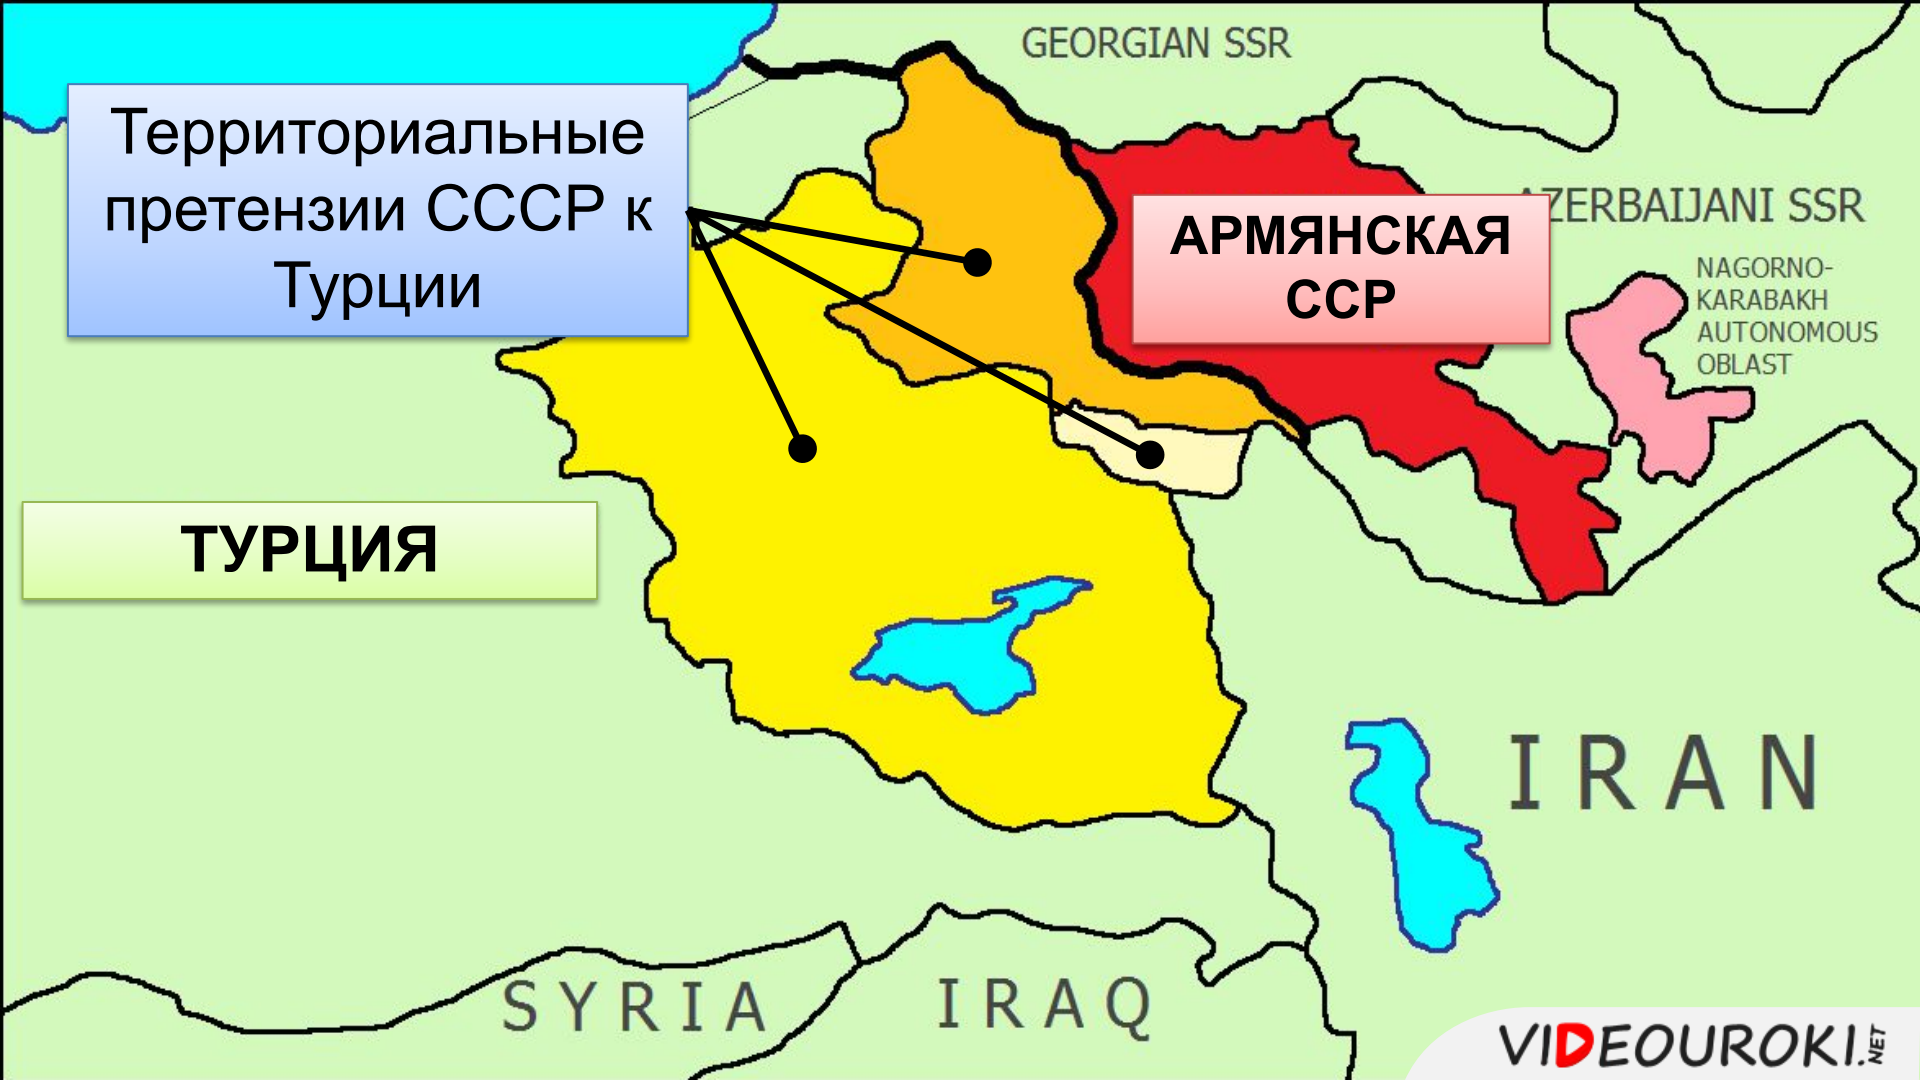 GEORGIAN SSR
Территориальные
претензии СССР к
Турции
АРМЯНСКАЯ
ССР
AZERBAIJANI SSR
NAGORNO-
KARABAKH
AUTONOMOUS
OBLAST
ТУРЦИЯ
IRAN
SYRIA
IRAQ
VIDEOUROKI.NET